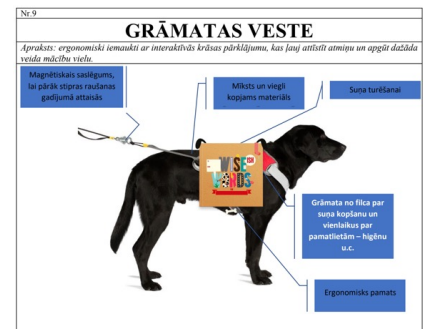 Nr.9
GRĀMATAS VESTE
Apraksts: ergonomiski iemaukti ar interaktīvās krāsas pārklājumu, kas ļauj attīstīt atmiņu un apgūt dažāda
veida mācību vielu.
Magnētiskais saslēgums,
lai pārāk stipras raušanas
gadījumā attaisās
Mīksts un viegli
kopjams materiāls
Suņa turēšanai
WISE
Grāmata no filca par
suņa kopšanu un
vienlaikus par
pamatlietām – higēnu
u.c.
Ergonomisks pamats